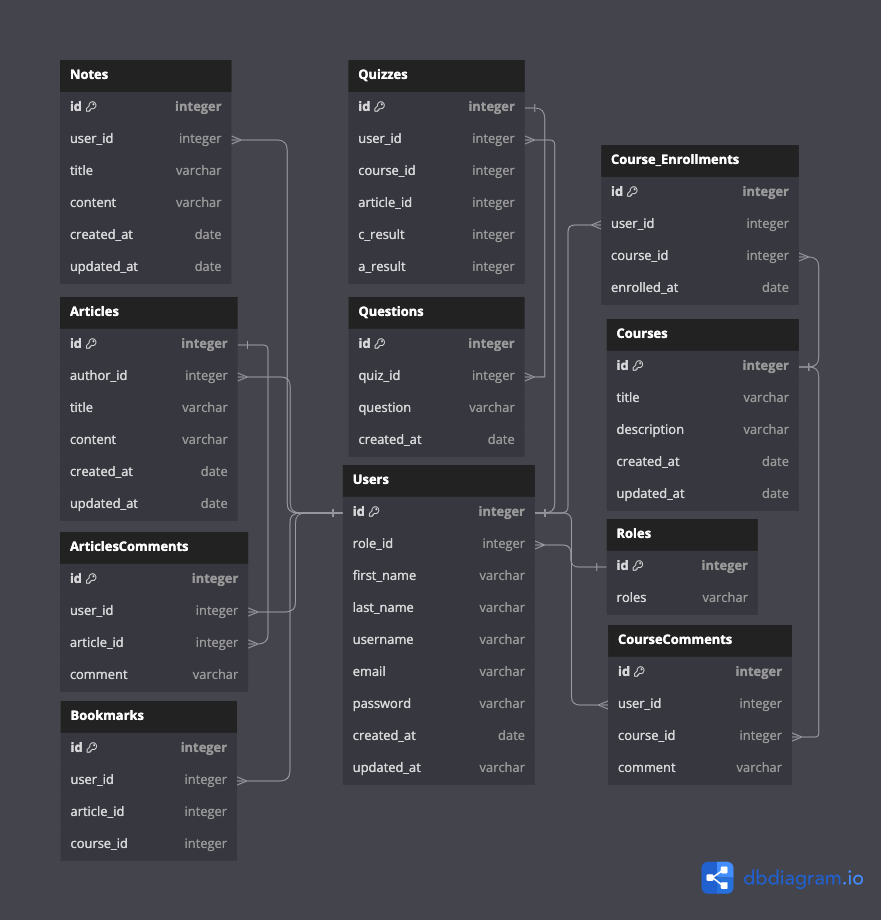 Notes
id integer
user_id integer
title varchar
content varchar
created_at date
updated_at date
Articles
id integer
author_id integer
title varchar
content varchar
created_at date
updated_at date
ArticlesComments
id integer
user_id integer
article_id integer
comment varchar
Bookmarks
id integer
user_id integer
article_id integer
course_id integer
Quizzes
id integer
user_id integer
course_id integer
article_id integer
c_result integer
a_result integer
Questions
id integer
quiz_id integer
question varchar
created_at date
Users
id integer
role_id integer
first_name varchar
last_name varchar
username varchar
email varchar
password varchar
created_at date
updated_at varchar
Course_Enrollments
id integer
user_id integer
course_id integer
enrolled_at date
Courses
id integer
title varchar
description varchar
created_at date
updated_at date
Roles
id integer
roles varchar
CourseComments
id integer
user_id integer
course_id integer
comment varchar
dbdiagram.io